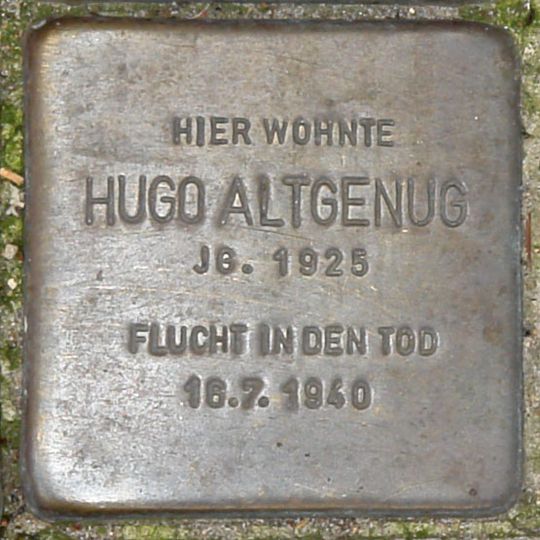 HIER WOHNTE
HUGO ALTGENUG
JG. 1925
FLUCHT IN DEN TOD
16.7. 1940